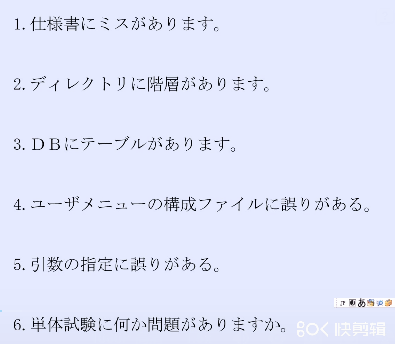 1. 仕様書にミスがあります。
2. ディレクトリに階層があります。
3. ＤＢにテーブルがあります。
4. ユーザメニューの構成ファイルに誤りがある。
5. 引数の指定に誤りがある。
6. 単体試験に何か問題がありますか。
快剪辑